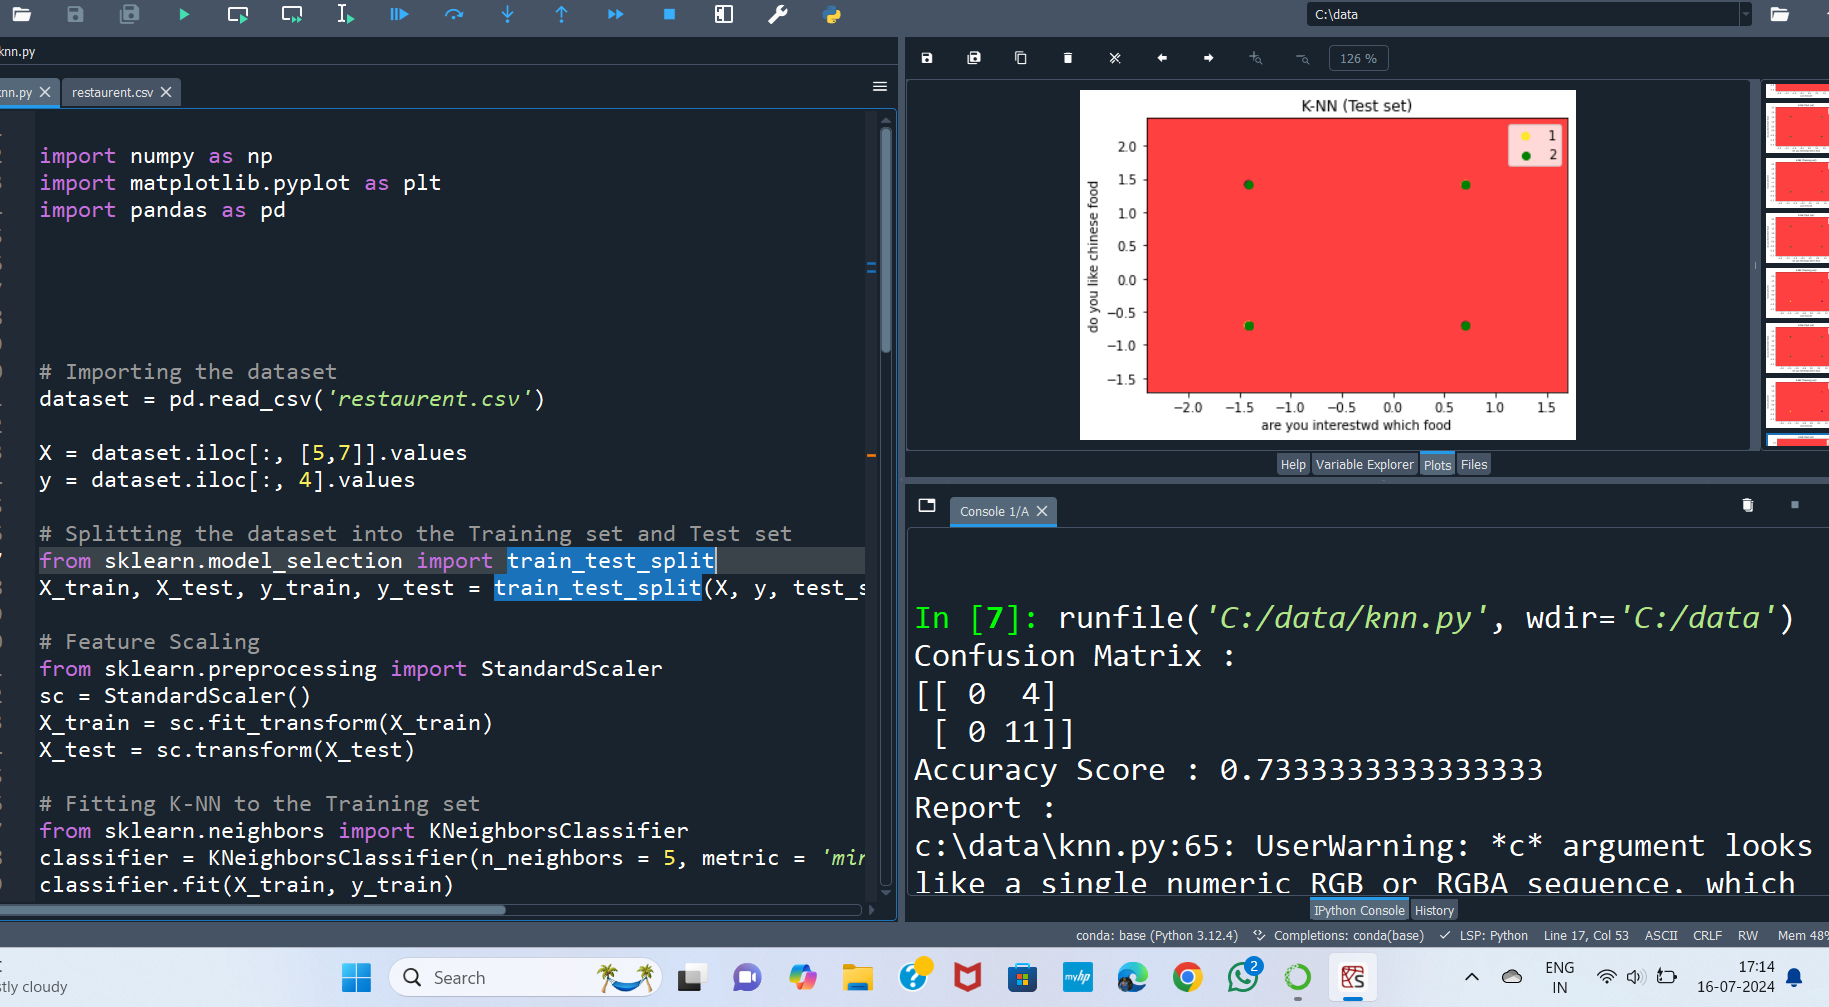 C:\data
knn.py
nn.py
restaurent.csv
import numpy as np
import matplotlib.pyplot as plt
import pandas as pd
# Importing the dataset
dataset = pd.read_csv('restaurent.csv')
X = dataset.iloc[:, [5,7]].values
y = dataset.iloc[:, 4].values
# Splitting the dataset into the Training set and Test set
from sklearn.model_selection import train_test_split
X_train, X_test, y_train, y_test = train_test_split(X, y, test_s
# Feature Scaling
from sklearn.preprocessing import StandardScaler
sc = StandardScaler()
X_train = sc.fit_transform(X_train)
X_test = sc.transform(X_test)
# Fitting K-NN to the Training set
from sklearn.neighbors import KNeighborsClassifier
classifier = KNeighborsClassifier(n_neighbors = 5, metric = 'min
classifier.fit(X_train, y_train)
126 %
K-NN (Test set)
1
2
do you like chinese food
2.0
1.5
1.0
0.5
0.0
−0.5
−1.0
−1.5
−2.0 −1.5 −1.0 −0.5 0.0 0.5 1.0 1.5
are you interestwd which food
Help Variable Explorer Plots Files
Console 1/A
In [7]: runfile('C:/data/knn.py', wdir='C:/data')
Confusion Matrix :
[[ 0  4]
 [ 0 11]]
Accuracy Score : 0.7333333333333333
Report :
c:\data\knn.py:65: UserWarning: *c* argument looks
like a single numeric RGB or RGBA sequence, which
IPython Console History
conda: base (Python 3.12.4) Completions: conda(base) LSP: Python Line 17, Col 53 ASCII CRLF RW Mem 48%
tly cloudy
Search
myhp
2
ENG
IN
17:14
16-07-2024